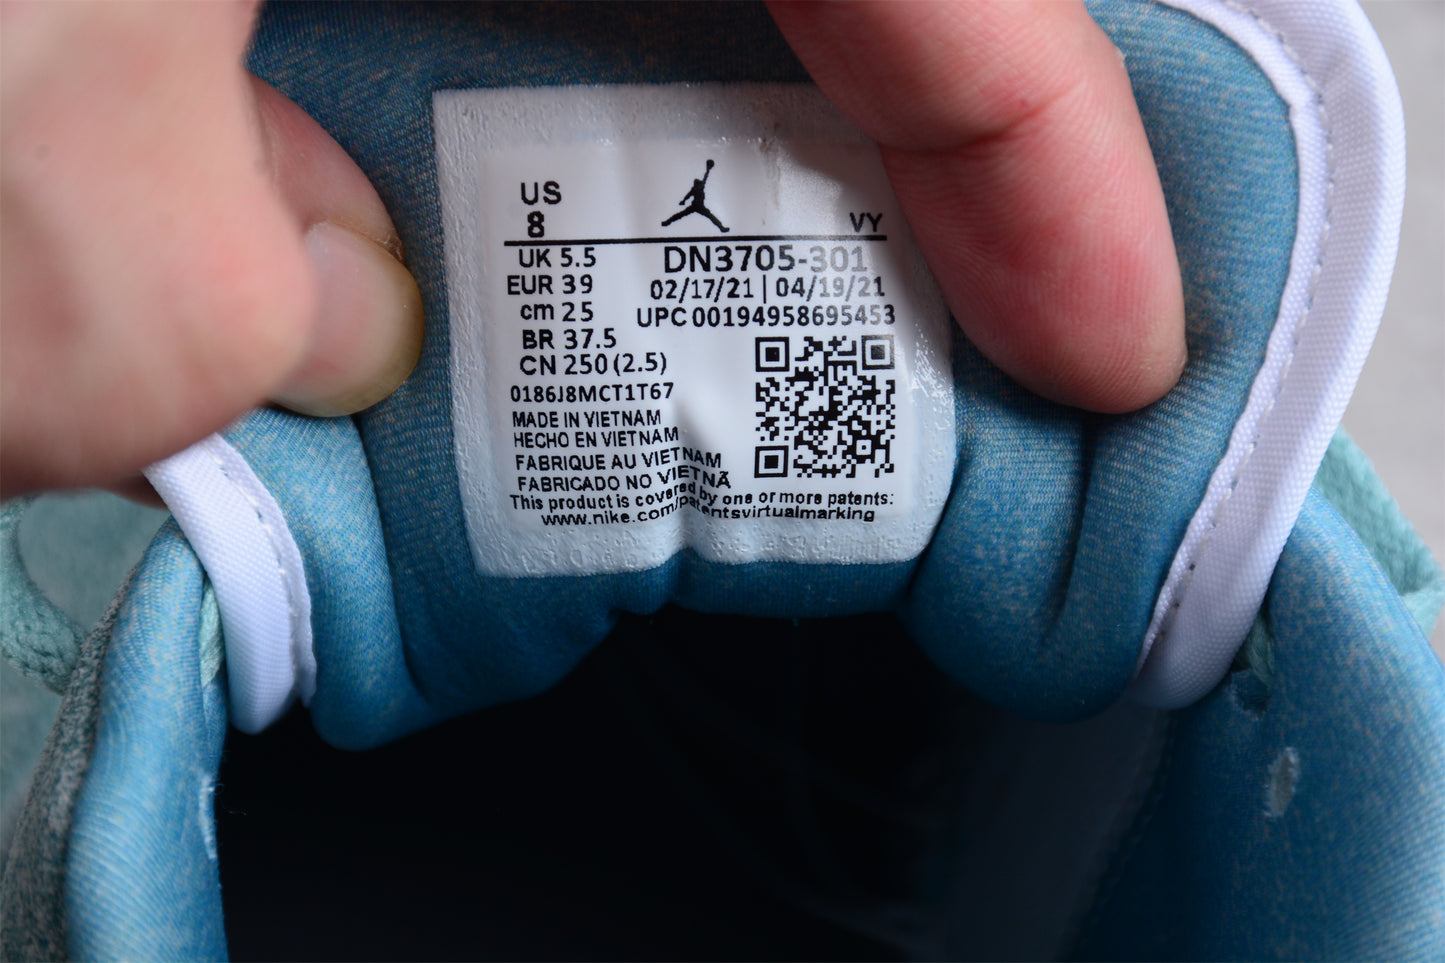 US
8
VY
UK 5.5
EUR 39
cm 25
BR 37.5
CN 250 (2.5)
DN3705-301
02/17/21 | 04/19/21
UPC 00194958695453
0186J8MCT1T67
MADE IN VIETNAM
HECHO EN VIETNAM
FABRIQUE AU VIETNAM
FABRICADO NO VIETNÃ
This product is covered by one or more patents:
www.nike.com/patentsvirtualmarking